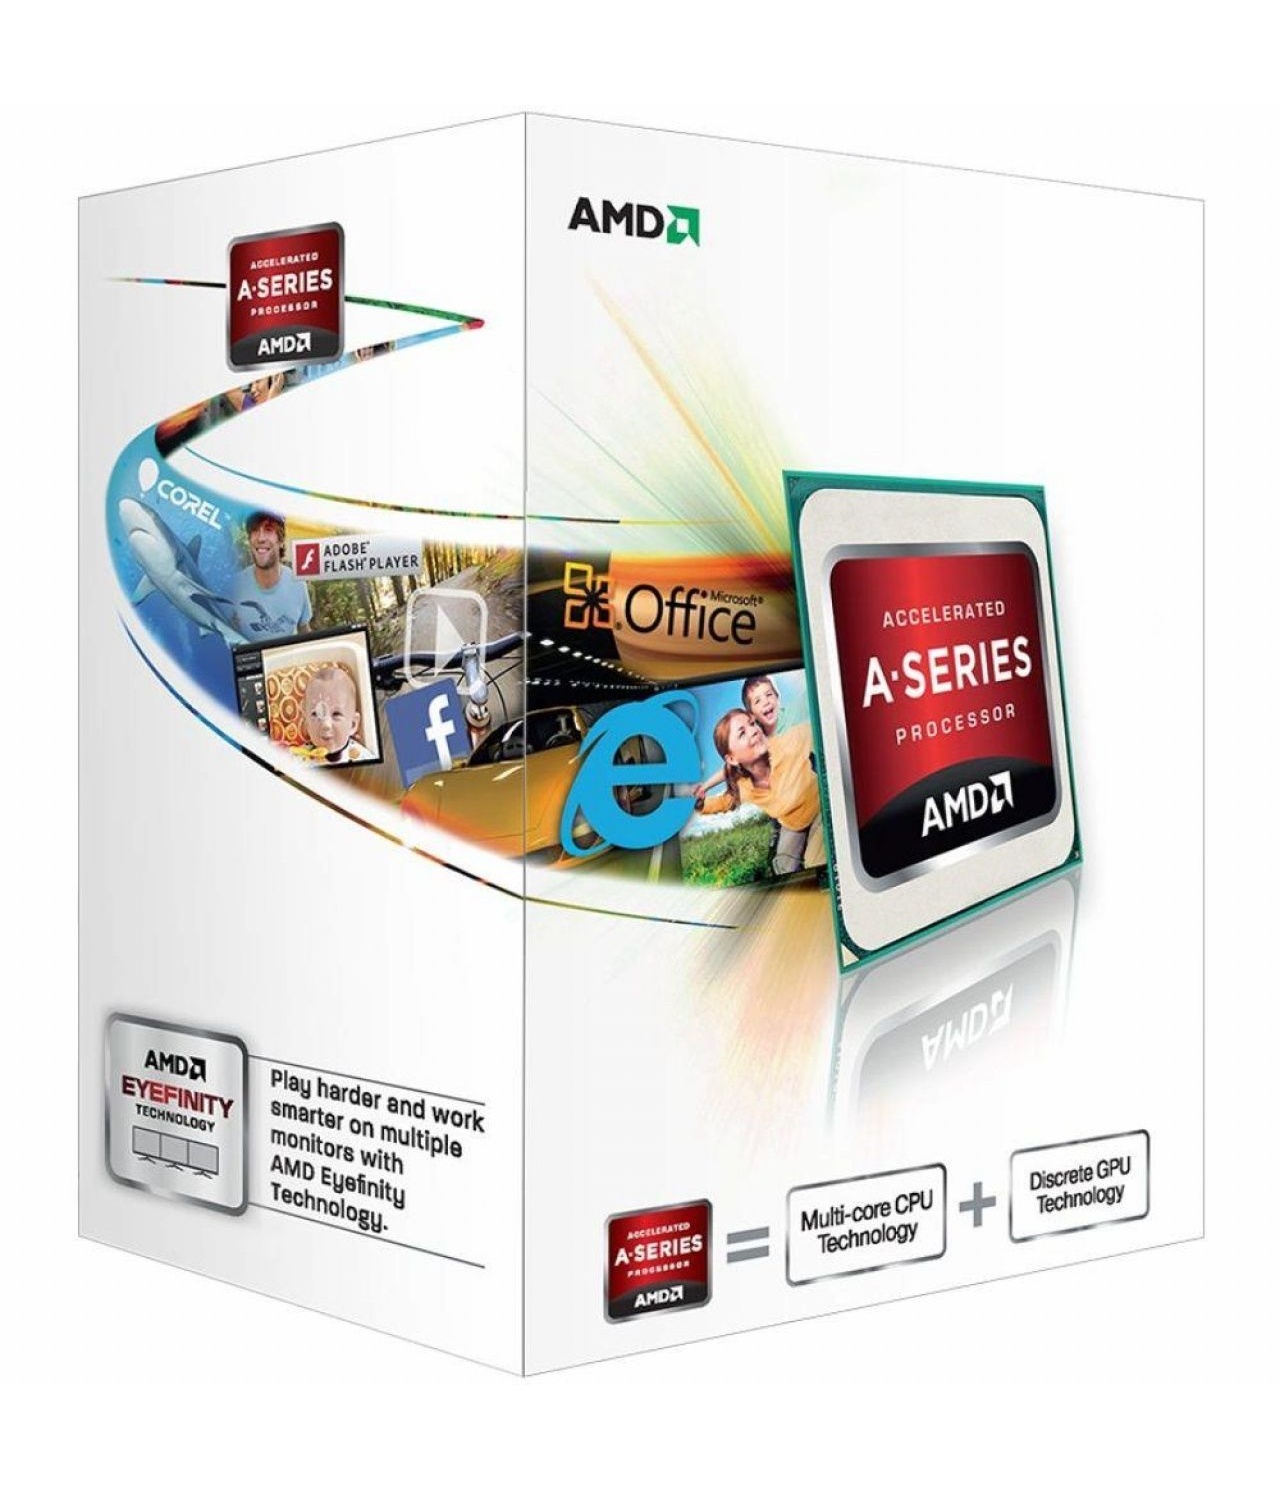 ACCELERATED
A-SERIES
PROCESSOR
AMD
COREL™
ADOBE®
FLASH® PLAYER
f
AMD
EYEFINITY
TECHNOLOGY
Play harder and work
smarter on multiple
monitors with
AMD Eyefinity
Technology.
AMD
Microsoft®
Office
e
ACCELERATED
A-SERIES
PROCESSOR
AMD
AMD
ACCELERATED
A-SERIES
PROCESSOR
AMD
=
Multi-core CPU
Technology
+
Discrete GPU
Technology